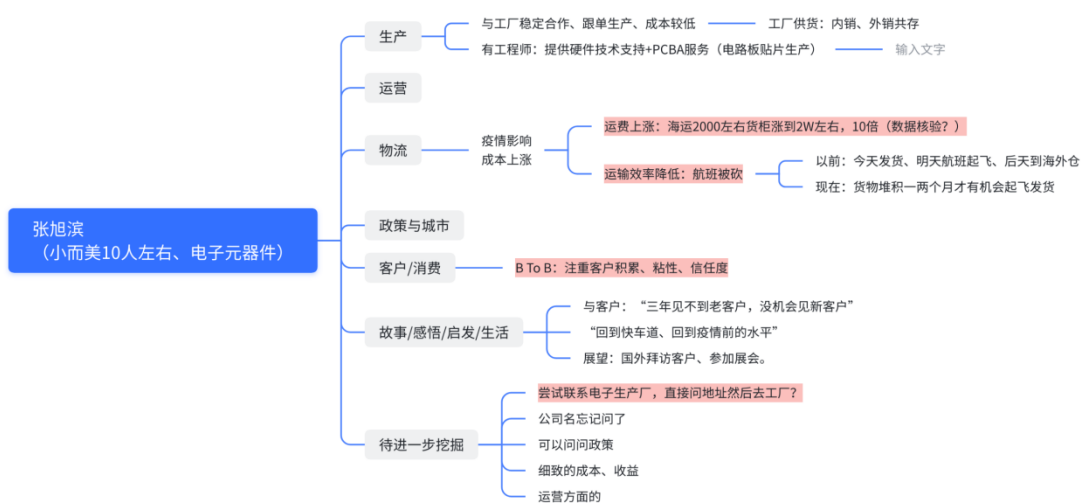 生产
与工厂稳定合作、跟单生产、成本较低
工厂供货：内销、外销共存
有工程师：提供硬件技术支持+PCBA服务（电路板贴片生产）
输入文字
运营
物流
疫情影响
成本上涨
运费上涨：海运2000左右货柜涨到2W左右，10倍（数据核验？）
运输效率降低：航班被砍
以前：今天发货、明天航班起飞、后天到海外仓
现在：货物堆积一两个月才有机会起飞发货
张旭滨
（小而美10人左右、电子元器件）
政策与城市
客户/消费
B To B：注重客户积累、粘性、信任度
故事/感悟/启发/生活
与客户：“三年见不到老客户，没机会见新客户”
“回到快车道、回到疫情前的水平”
展望：国外拜访客户、参加展会。
待进一步挖掘
尝试联系电子生产厂，直接问地址然后去工厂？
公司名忘记问了
可以问问政策
细致的成本、收益
运营方面的